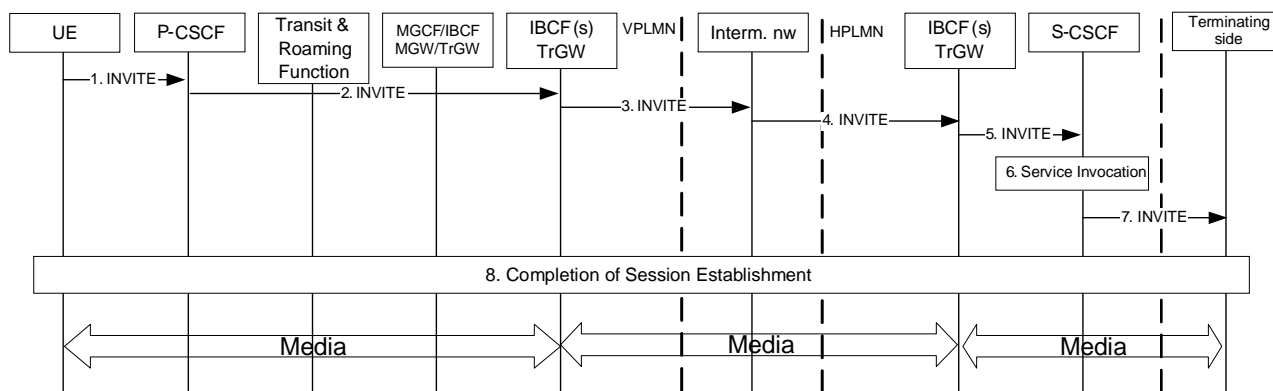 UE
P-CSCF
Transit &
Roaming
Function
MGCF/IBCF
MGW/TrGW
IBCF (s)
TrGW
VPLMN
Interm. nw
HPLMN
IBCF (s)
TrGW
S-CSCF
Terminating
side
1. INVITE
2. INVITE
3. INVITE
4. INVITE
5. INVITE
6. Service Invocation
7. INVITE
8. Completion of Session Establishment
Media
Media
Media